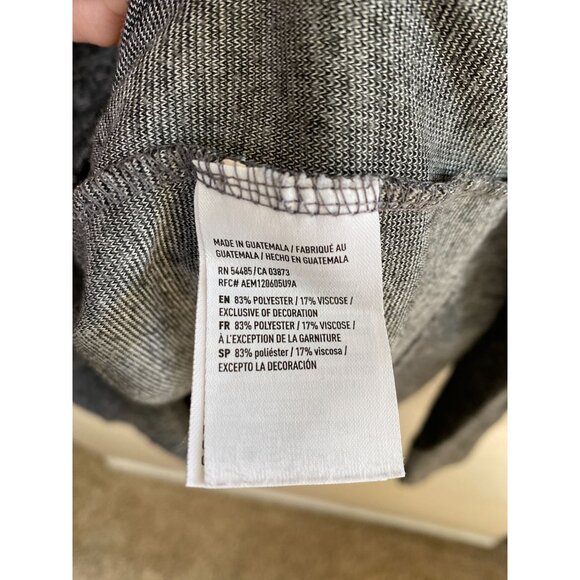 MADE IN GUATEMALA / FABRIQUÉ AU
GUATEMALA / HECHO EN GUATEMALA
RN 54485 / CA 03873
RFC# AEM120605U9A
EN 83% POLYESTER / 17% VISCOSE /
EXCLUSIVE OF DECORATION
FR 83% POLYESTER / 17% VISCOSE /
À L'EXCEPTION DE LA GARNITURE
SP 83% poliéster / 17% viscosa /
EXCEPTO LA DECORACIÓN